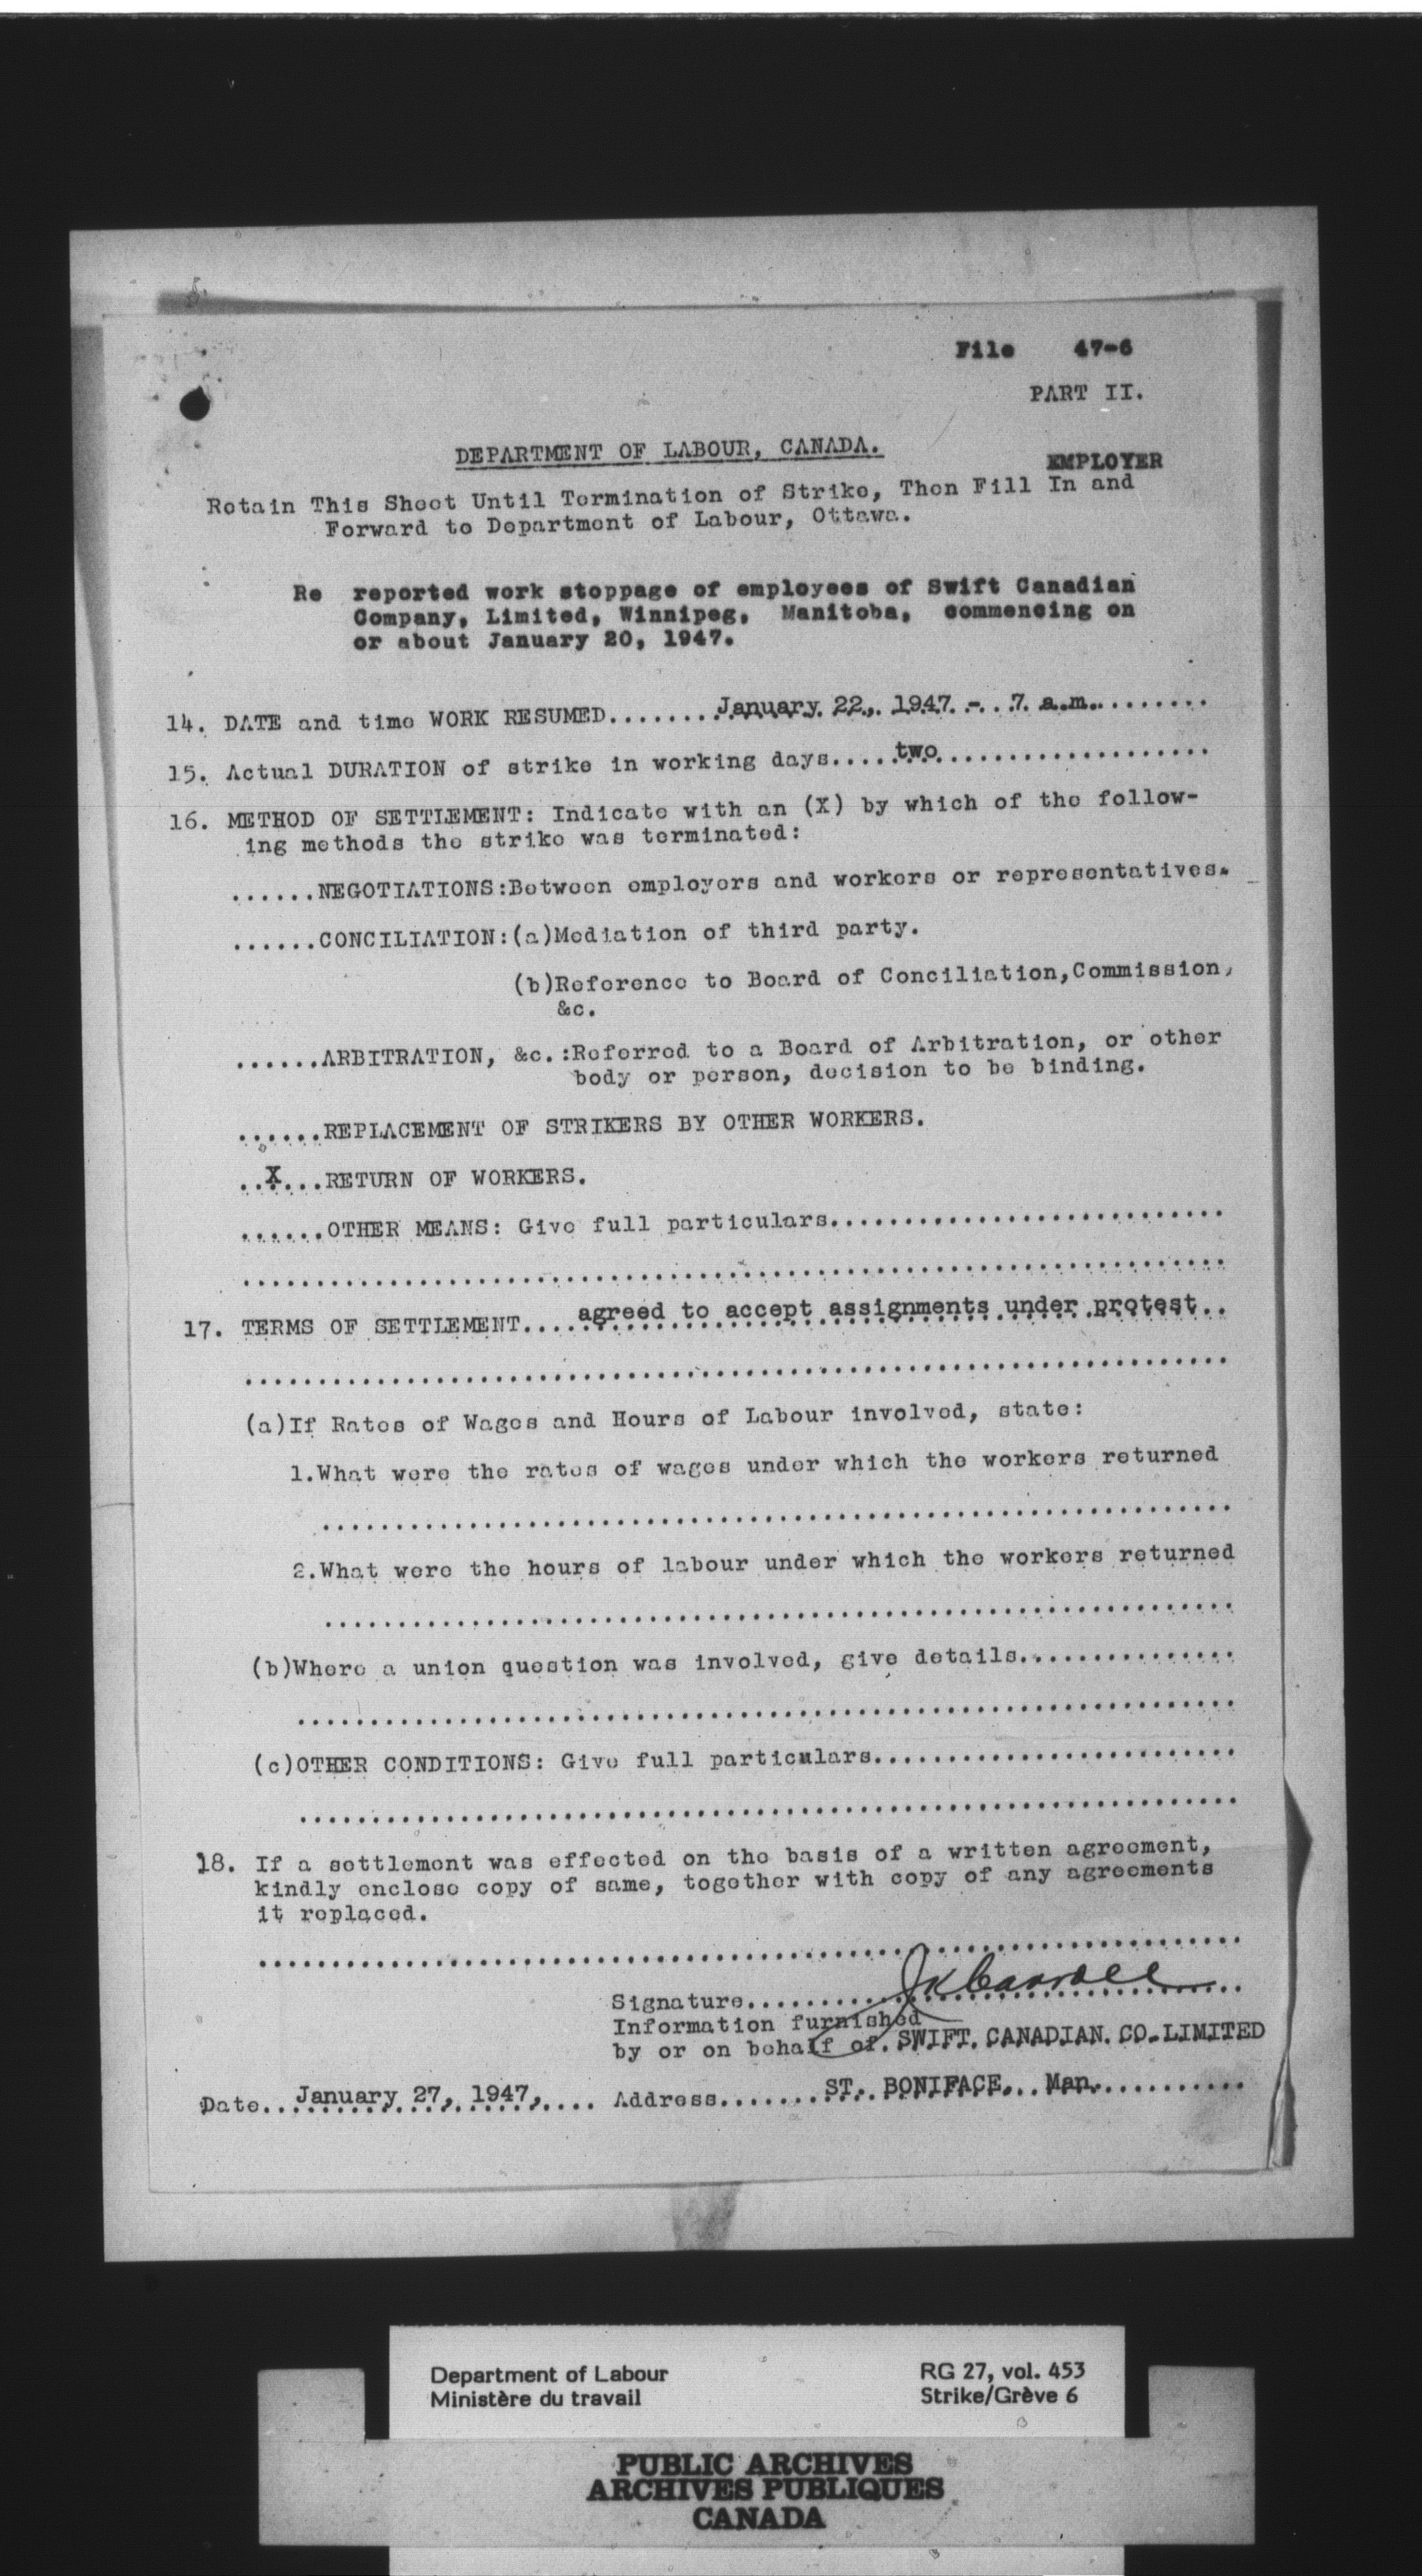 File 47-6
PART II.
DEPARTMENT OF LABOUR, CANADA.
EMPLOYER
Retain This Sheet Until Termination of Strike, Then Fill In and
Forward to Department of Labour, Ottawa.
Re reported work stoppage of employees of Swift Canadian
Company, Limited, Winnipeg, Manitoba, commencing on
or about January 20, 1947.
14. DATE and time WORK RESUMED........January 22, 1947 - 7 a.m.........
15. Actual DURATION of strike in working days.....two...................
16. METHOD OF SETTLEMENT: Indicate with an (X) by which of the follow-
ing methods the strike was terminated:
......NEGOTIATIONS:Between employers and workers or representatives.
......CONCILIATION:(a)Mediation of third party.
(b)Reference to Board of Conciliation,Commission,
&c.
......ARBITRATION, &c.:Referred to a Board of Arbitration, or other
body or person, decision to be binding.
......REPLACEMENT OF STRIKERS BY OTHER WORKERS.
..X...RETURN OF WORKERS.
......OTHER MEANS: Give full particulars...........................
...................................................................
17. TERMS OF SETTLEMENT....agreed to accept assignments under protest..
...................................................................
(a)If Rates of Wages and Hours of Labour involved, state:
1.What were the rates of wages under which the workers returned
..............................................................
2.What were the hours of labour under which the workers returned
..............................................................
(b)Where a union question was involved, give details...............
................................................................
(c)OTHER CONDITIONS: Give full particulars.........................
................................................................
18. If a settlement was effected on the basis of a written agreement,
kindly enclose copy of same, together with copy of any agreements
it replaced.
...................................................................
Signature..................................
Information furnished
by or on behalf of. SWIFT CANADIAN CO. LIMITED
Date..January 27, 1947,.... Address.......ST. BONIFACE, Man...........
Department of Labour
Ministère du travail
RG 27, vol. 453
Strike/Grève 6
PUBLIC ARCHIVES
ARCHIVES PUBLIQUES
CANADA